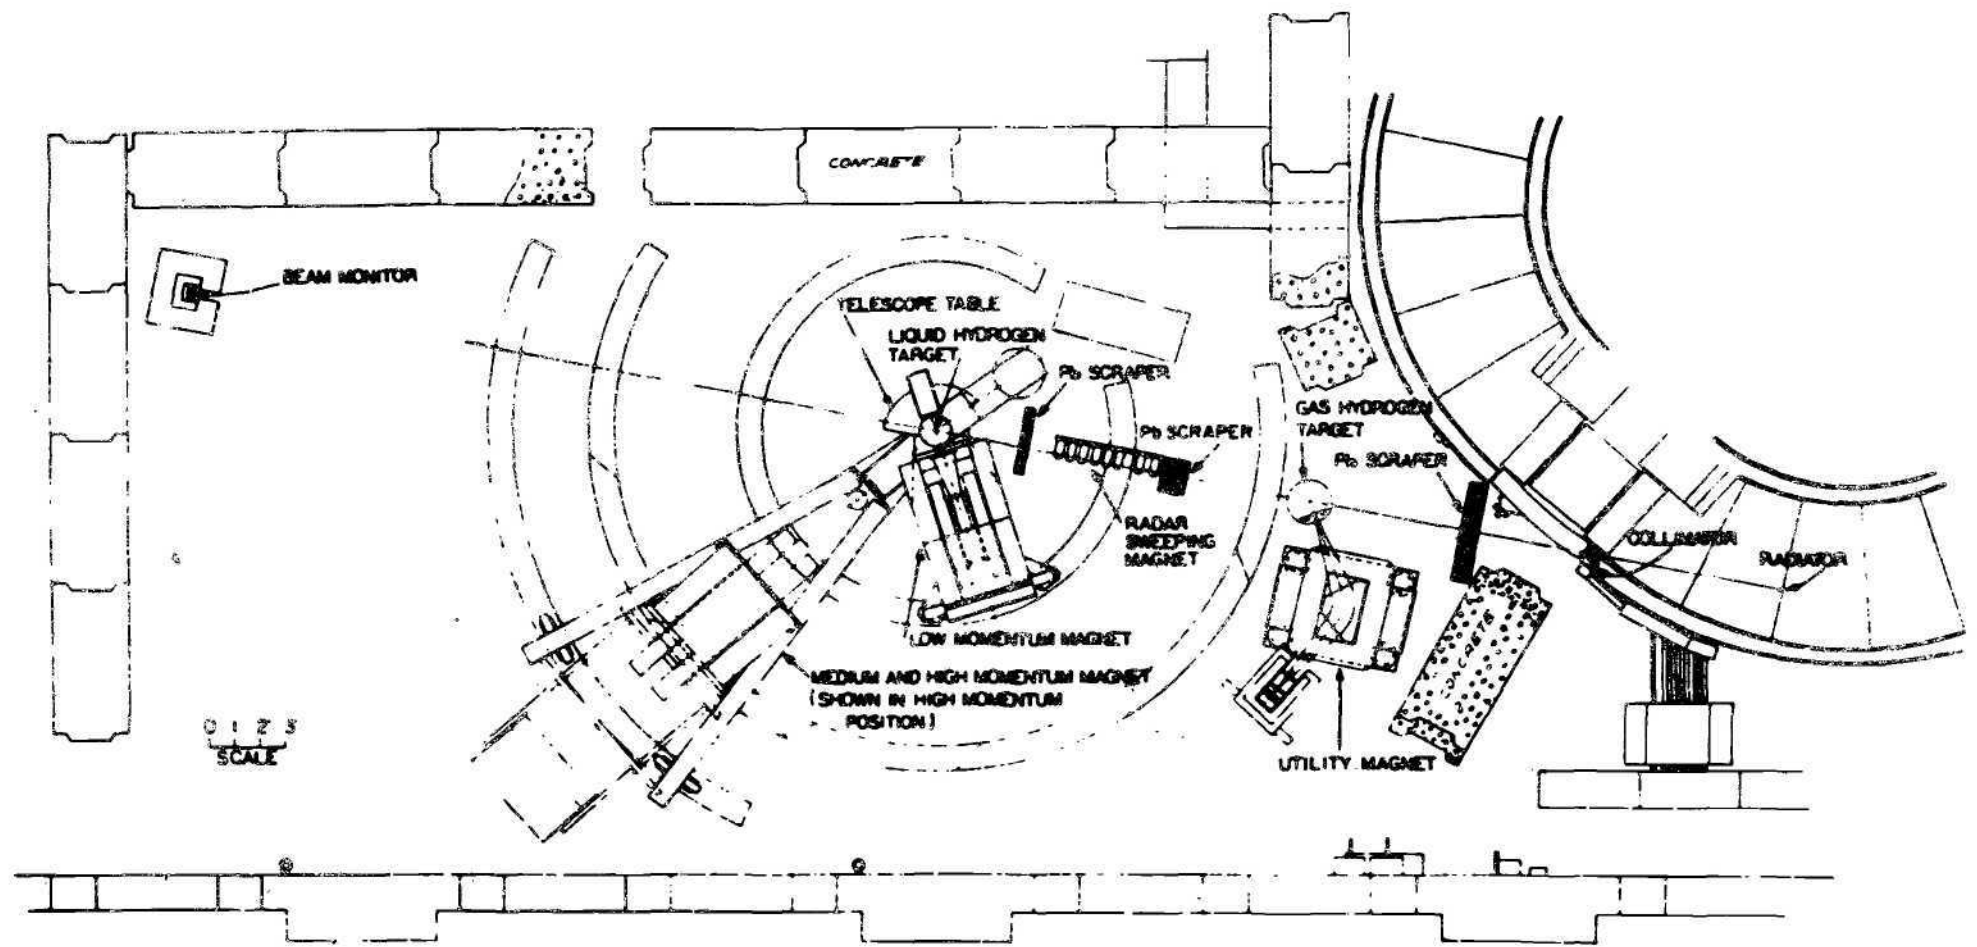 CONCRETE
BEAM MONITOR
TELESCOPE TABLE
LIQUID HYDROGEN
TARGET
Pb SCRAPER
GAS HYDROGEN
TARGET
Pb SCRAPER
Pb SCRAPER
RADAR
SWEEPING
MAGNET
COLLIMATOR
RADIATOR
CONCRETE
LOW MOMENTUM MAGNET
MEDIUM AND HIGH MOMENTUM MAGNET
(SHOWN IN HIGH MOMENTUM
POSITION)
0 1 2 3
SCALE
UTILITY MAGNET